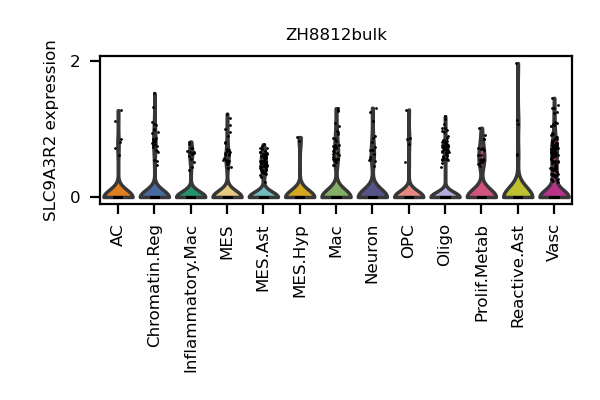 ZH8812bulk
SLC9A3R2 expression
2
0
AC
Chromatin.Reg
Inflammatory.Mac
MES
MES.Ast
MES.Hyp
Mac
Neuron
OPC
Oligo
Prolif.Metab
Reactive.Ast
Vasc